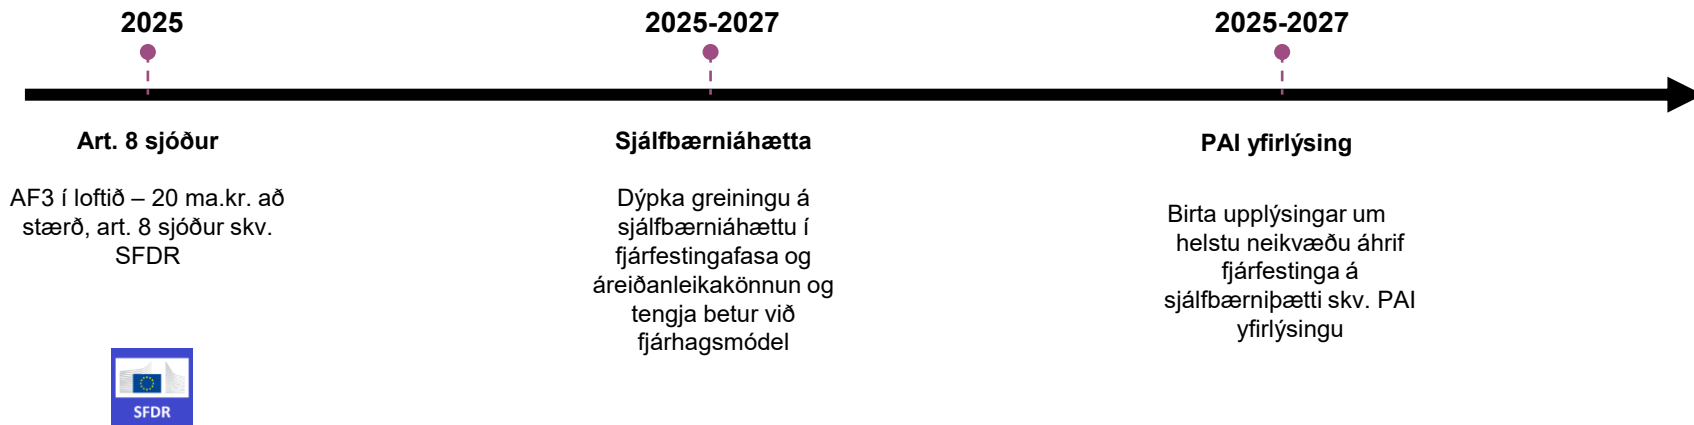 2025
Art. 8 sjóður
AF3 í loftið – 20 ma.kr. að
stærð, art. 8 sjóður skv.
SFDR
SFDR
2025-2027
Sjálfbærniáhætta
Dýpka greiningu á
sjálfbærniáhættu í
fjárfestingafasa og
áreiðanleikakönnun og
tengja betur við
fjárhagsmódel
2025-2027
PAI yfirlýsing
Birta upplýsingar um
helstu neikvæðu áhrif
fjárfestinga á
sjálfbærniþætti skv. PAI
yfirlýsingu